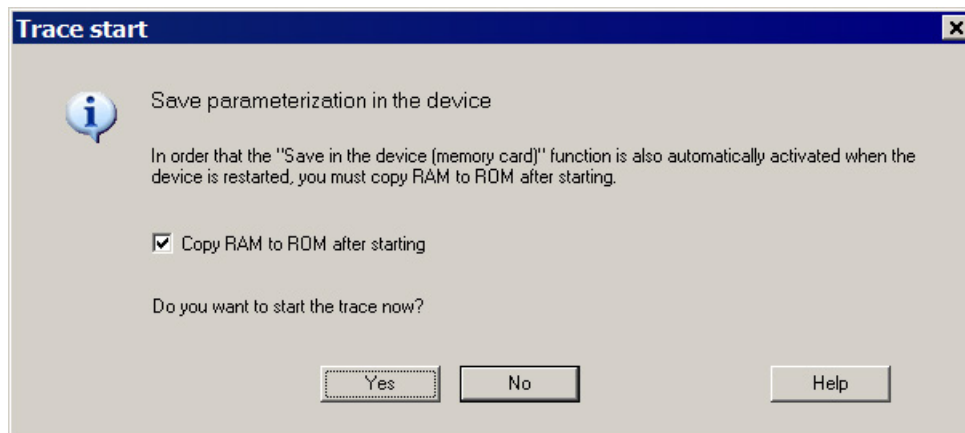 Trace start
Save parameterization in the device
In order that the "Save in the device (memory card)" function is also automatically activated when the
device is restarted, you must copy RAM to ROM after starting.
Copy RAM to ROM after starting
Do you want to start the trace now?
Yes No Help